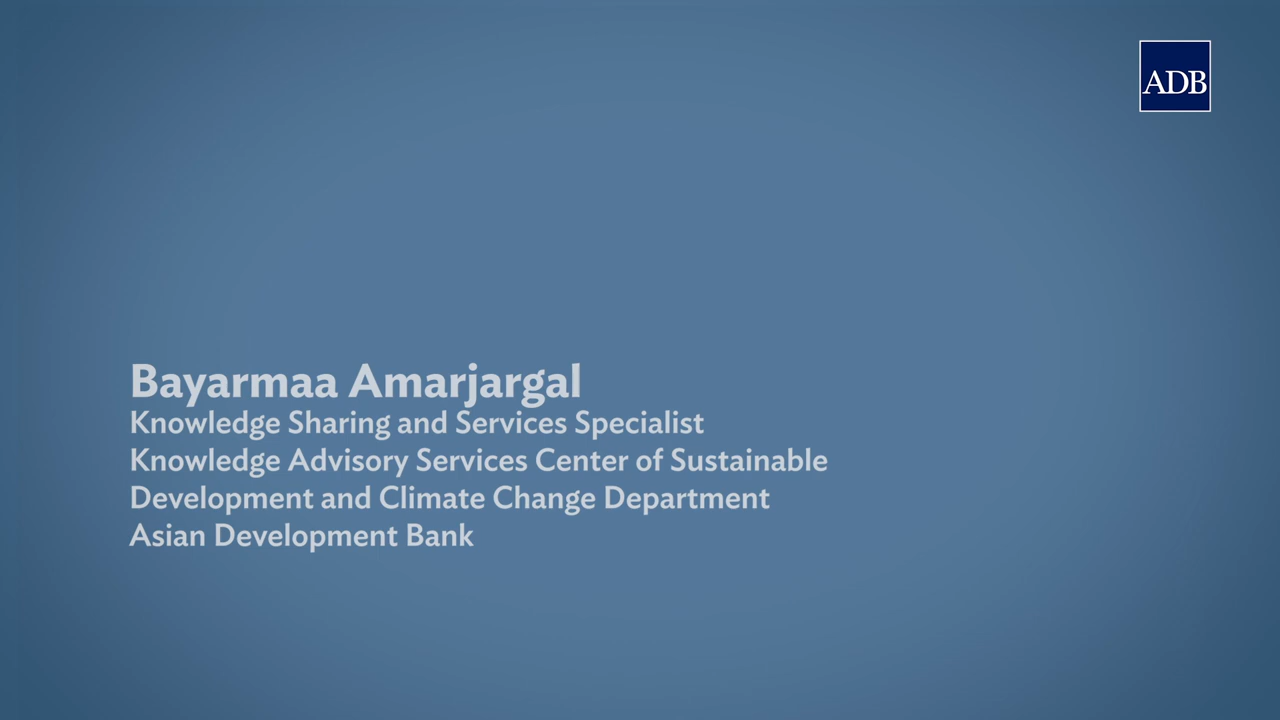 ADB
Bayarmaa Amarjargal
Knowledge Sharing and Services Specialist
Knowledge Advisory Services Center of Sustainable
Development and Climate Change Department
Asian Development Bank